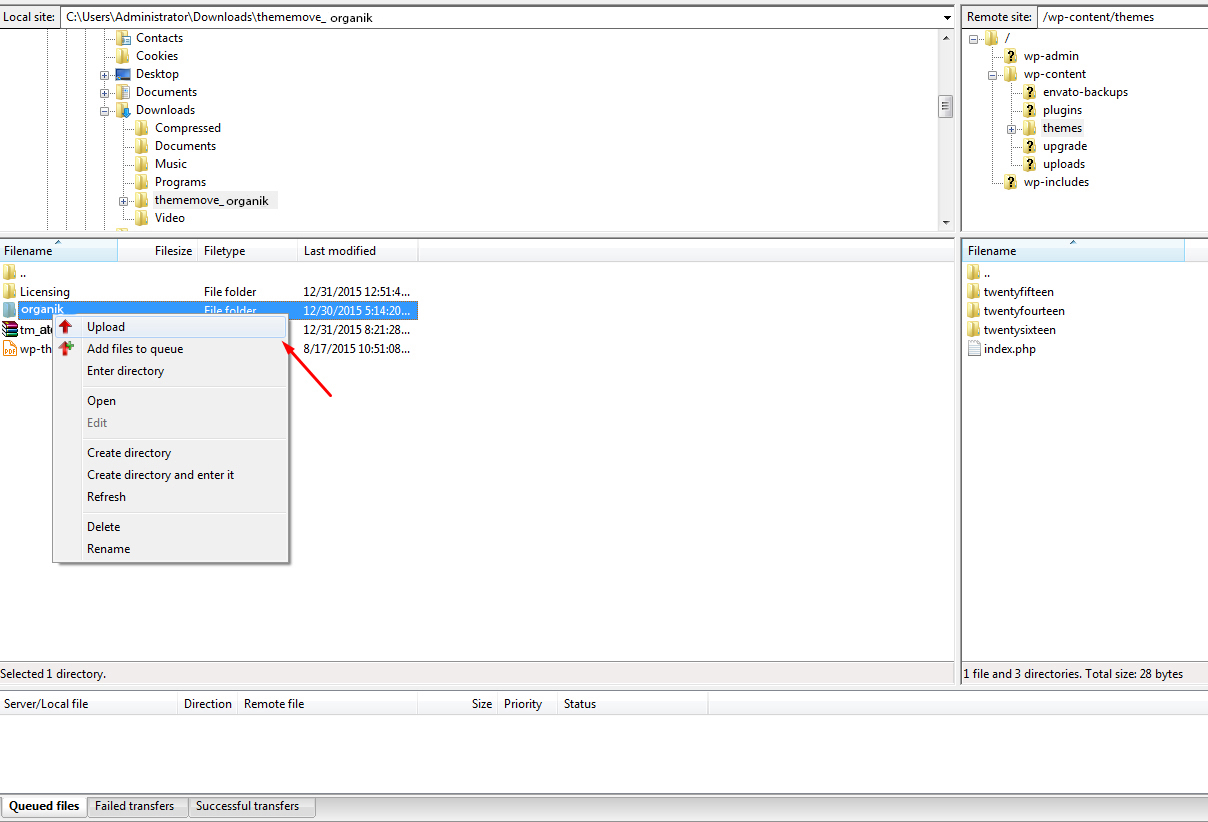 Local site: C:\Users\Administrator\Downloads\thememove_ organik
Contacts
Cookies
Desktop
Documents
Downloads
Compressed
Documents
Music
Programs
thememove_ organik
Video
Remote site: /wp-content/themes
/
wp-admin
wp-content
envato-backups
plugins
themes
upgrade
uploads
wp-includes
Filename Filesize Filetype Last modified
..
Licensing File folder 12/31/2015 12:51:4...
organik File folder 12/30/2015 5:14:20...
12/31/2015 8:21:28...
8/17/2015 10:51:08...
Upload
Add files to queue
Enter directory
Open
Edit
Create directory
Create directory and enter it
Refresh
Delete
Rename
Filename
..
twentyfifteen
twentyfourteen
twentysixteen
index.php
Selected 1 directory.
1 file and 3 directories. Total size: 28 bytes
Server/Local file Direction Remote file Size Priority Status
Queued files Failed transfers Successful transfers